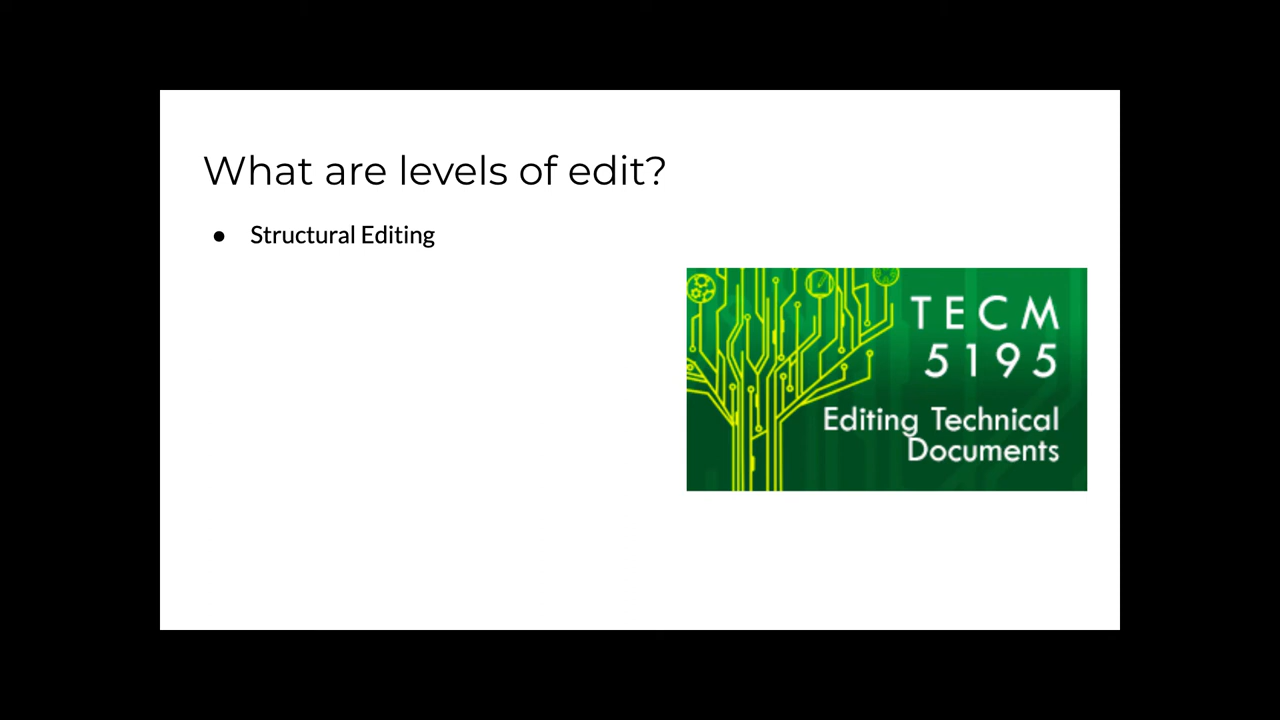 What are levels of edit?
● Structural Editing
TECM
5195
Editing Technical
Documents